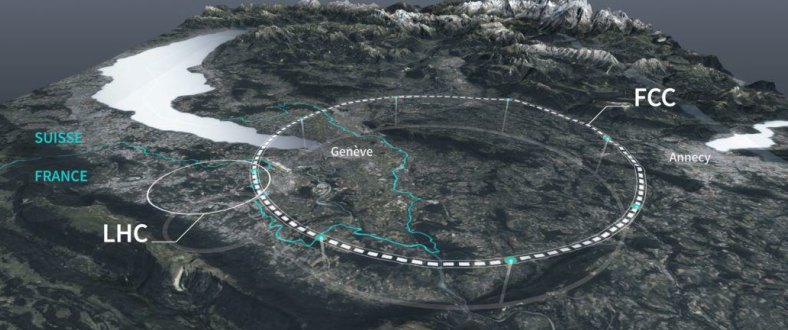 FCC
SUISSE
Genève
Annecy
FRANCE
LHC